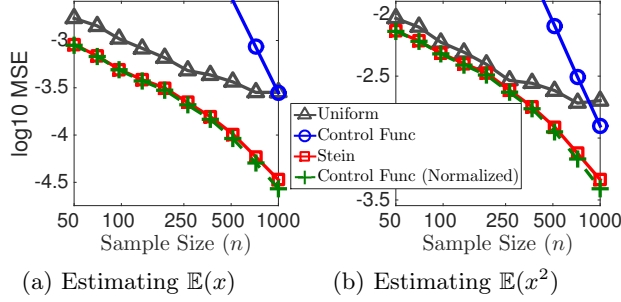 -2
-3
-3.5
-4
-4.5
log10 MSE
50 100 250 500 1000
Sample Size (n)
-2.5
-3.5
50 100 250 500 1000
Sample Size (n)
Uniform
Control Func
Stein
Control Func (Normalized)
(a) Estimating 𝔼(x) (b) Estimating 𝔼(x²)